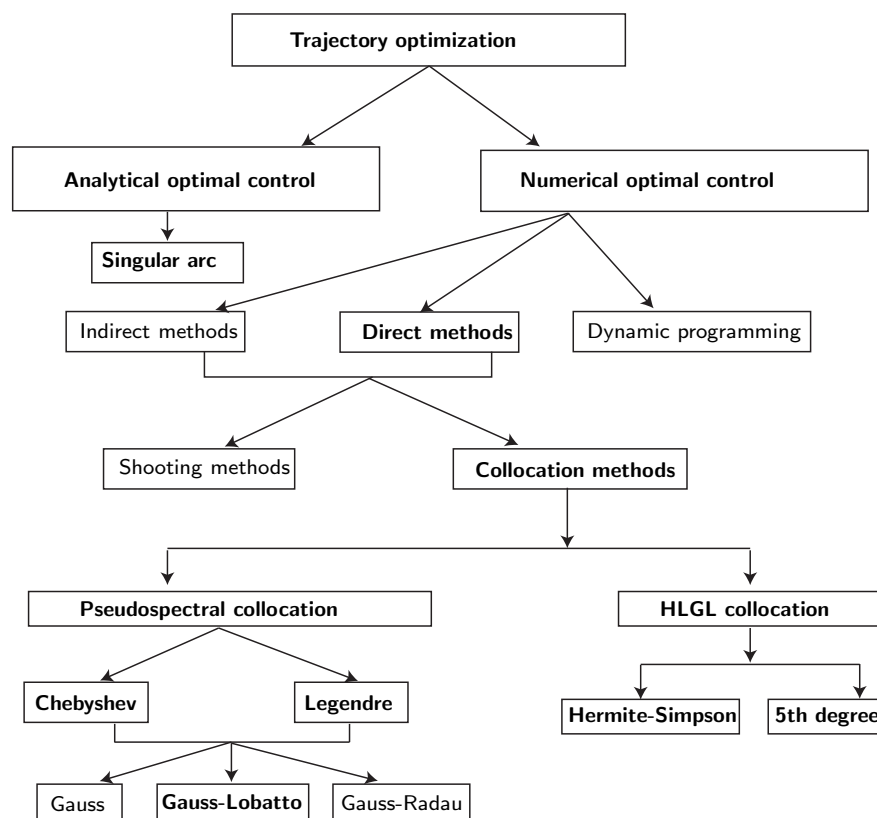 Trajectory optimization
Analytical optimal control
Numerical optimal control
Singular arc
Indirect methods
Direct methods
Dynamic programming
Shooting methods
Collocation methods
Pseudospectral collocation
HLGL collocation
Chebyshev
Legendre
Hermite-Simpson
5th degree
Gauss
Gauss-Lobatto
Gauss-Radau